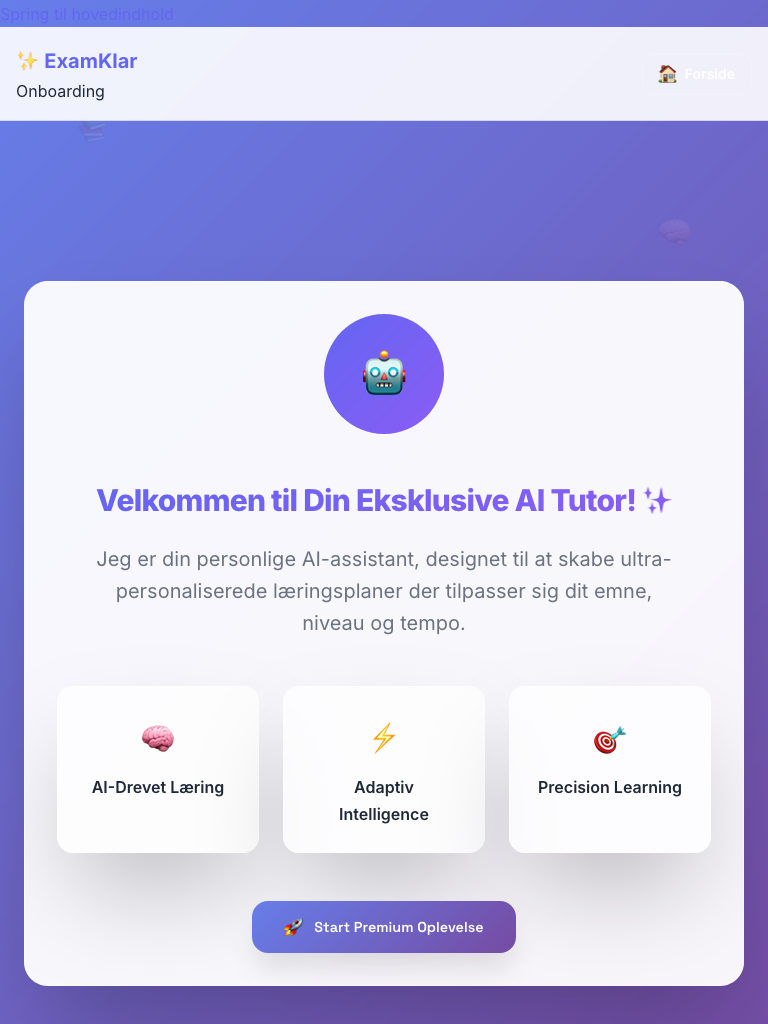 Spring til hovedindhold
✨ ExamKlar
Onboarding
🏠 Forside
Velkommen til Din Eksklusive AI Tutor! ✨
Jeg er din personlige AI-assistant, designet til at skabe ultra-
personaliserede læringsplaner der tilpasser sig dit emne,
niveau og tempo.
AI-Drevet Læring
Adaptiv
Intelligence
Precision Learning
🚀 Start Premium Oplevelse